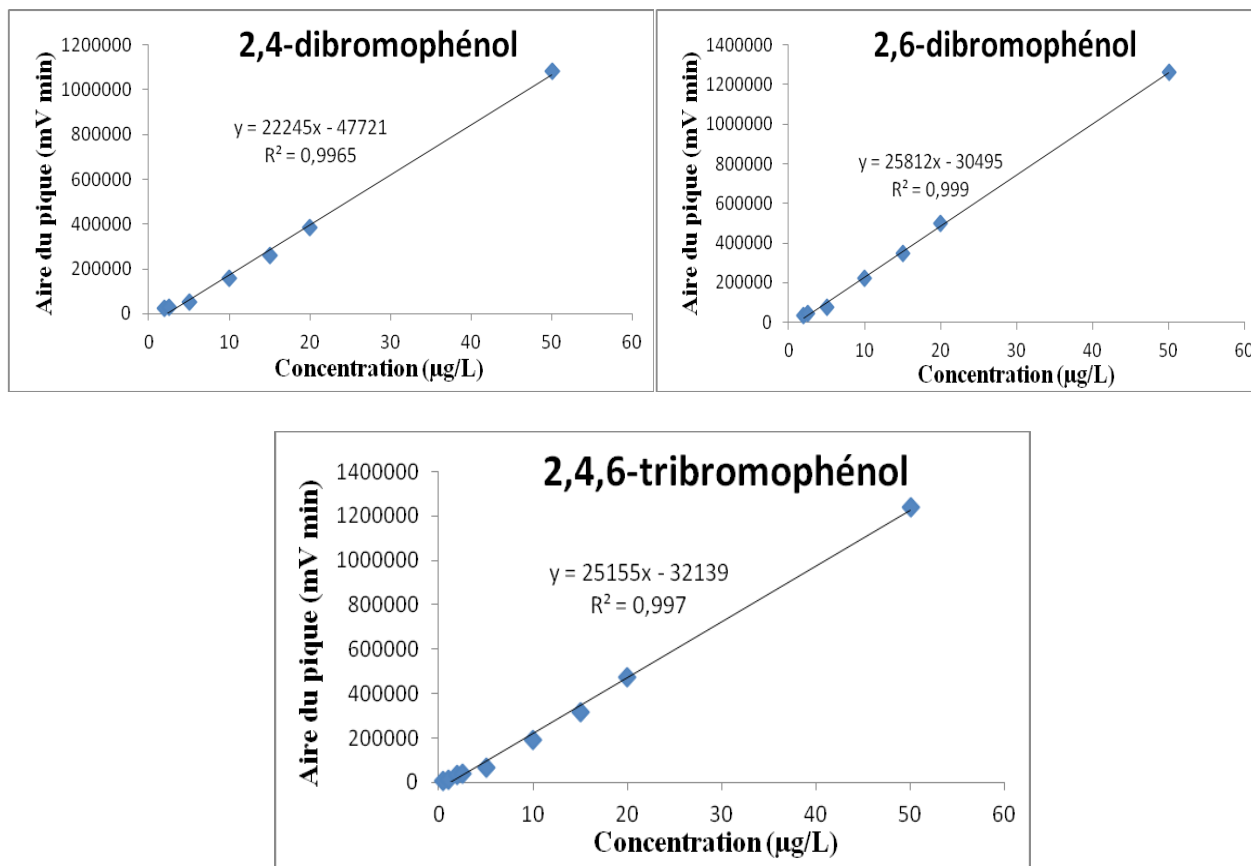 2,4-dibromophénol
Aire du pique (mV min)
1200000
1000000
800000
600000
400000
200000
0
y = 22245x - 47721
R² = 0,9965
0 10 20 30 40 50 60
Concentration (µg/L)
2,6-dibromophénol
Aire du pique (mV min)
1400000
1200000
1000000
800000
600000
400000
200000
0
y = 25812x - 30495
R² = 0,999
0 10 20 30 40 50 60
Concentration (µg/L)
2,4,6-tribromophénol
Aire du pique (mV min)
1400000
1200000
1000000
800000
600000
400000
200000
0
y = 25155x - 32139
R² = 0,997
0 10 20 30 40 50 60
Concentration (µg/L)